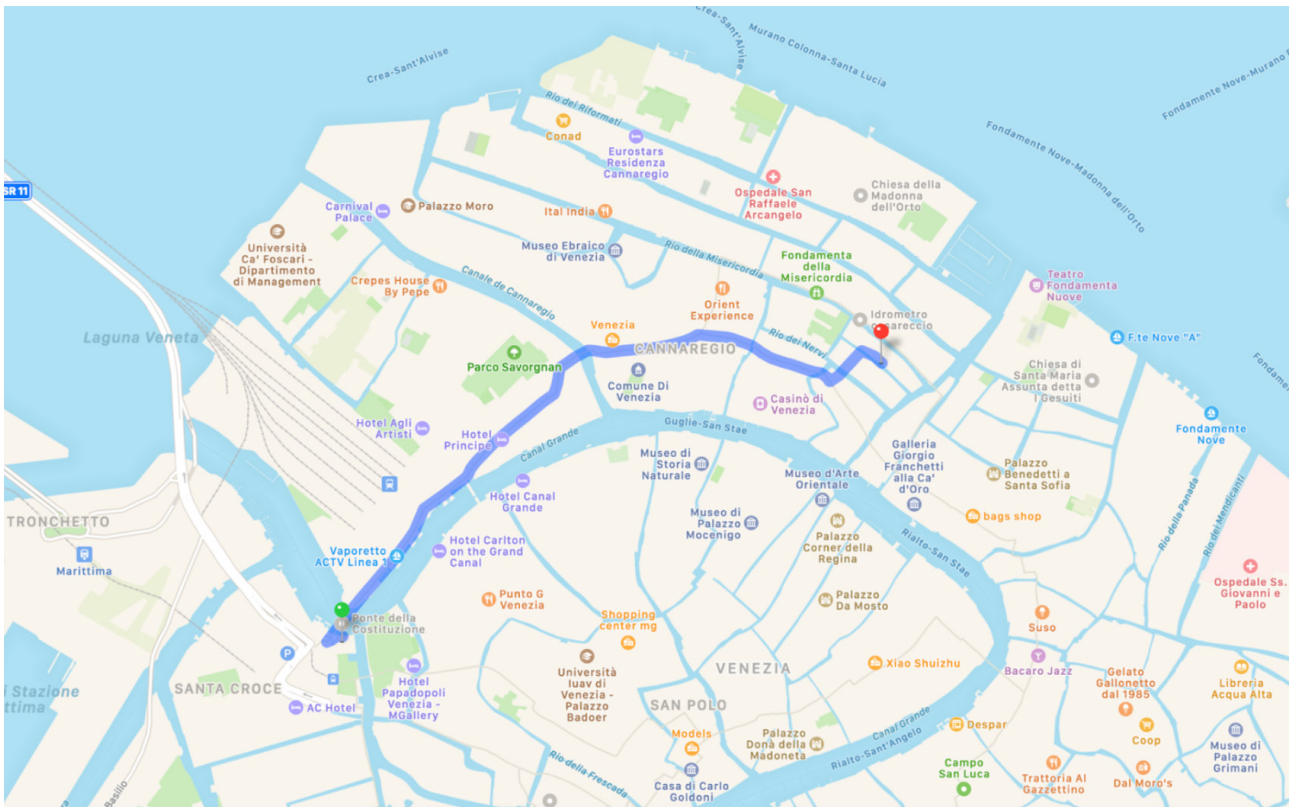 Crea-Sant'Alvise
Crea-Sant'Alvise
Murano Colonna-Santa Lucia
Fondamente Nove-Murano
Fondamente Nove-Madonna dell'Orto
Rio dei Riformati
Conad
Eurostars
Residenza
Cannaregio
Ospedale San
Raffaele
Arcangelo
Chiesa della
Madonna
dell'Orto
SR 11
Carnival
Palace
Palazzo Moro
Ital India
Museo Ebraico
di Venezia
Rio della Misericordia
Fondamenta
della
Misericordia
Università
Ca' Foscari -
Dipartimento
di Management
Crepes House
By Pepe
Canale de Cannaregio
Orient
Experience
Teatro
Fondamenta
Nuove
Idrometro
Laguna Veneta
Venezia
CANNAREGIO
Rio dei Nervi
F.te Nove "A"
Parco Savorgnan
Comune Di
Venezia
Chiesa di
Santa Maria
Assunta detta
I Gesuiti
Casinò di
Venezia
Hotel Agli
Artisti
Hotel
Principe
Canal Grande
Guglie-San Stae
Fondamente
Nove
Museo di
Storia
Naturale
Museo d'Arte
Orientale
Galleria
Giorgio
Franchetti
alla Ca'
d'Oro
Palazzo
Benedetti a
Santa Sofia
Hotel Canal
Grande
Museo di
Palazzo
Mocenigo
bags shop
Rio della Panada
Rio dei Mendicanti
TRONCHETTO
Marittima
Vaporetto
ACTV Linea 1
Hotel Carlton
on the Grand
Canal
Palazzo
Corner della
Regina
Rialto-San Stae
Ospedale Ss.
Giovanni e
Paolo
Punto G
Venezia
Palazzo
Da Mosto
Ponte della
Costituzione
Shopping
center mg
Suso
P
Università
Iuav di
Venezia -
Palazzo
Badoer
VENEZIA
Xiao Shuizhu
Bacaro Jazz
Gelato
Gallonetto
dal 1985
Libreria
Acqua Alta
SANTA CROCE
Hotel
Papadopoli
Venezia -
MGallery
i Stazione
ttima
AC Hotel
SAN POLO
Models
Palazzo
Donà della
Madoneta
Canal Grande
Rialto-Sant'Angelo
Despar
Coop
Museo di
Palazzo
Grimani
Campo
San Luca
Trattoria Al
Gazzettino
Dal Moro's
Rio della Frescada
Casa di Carlo
Goldoni
Basilio